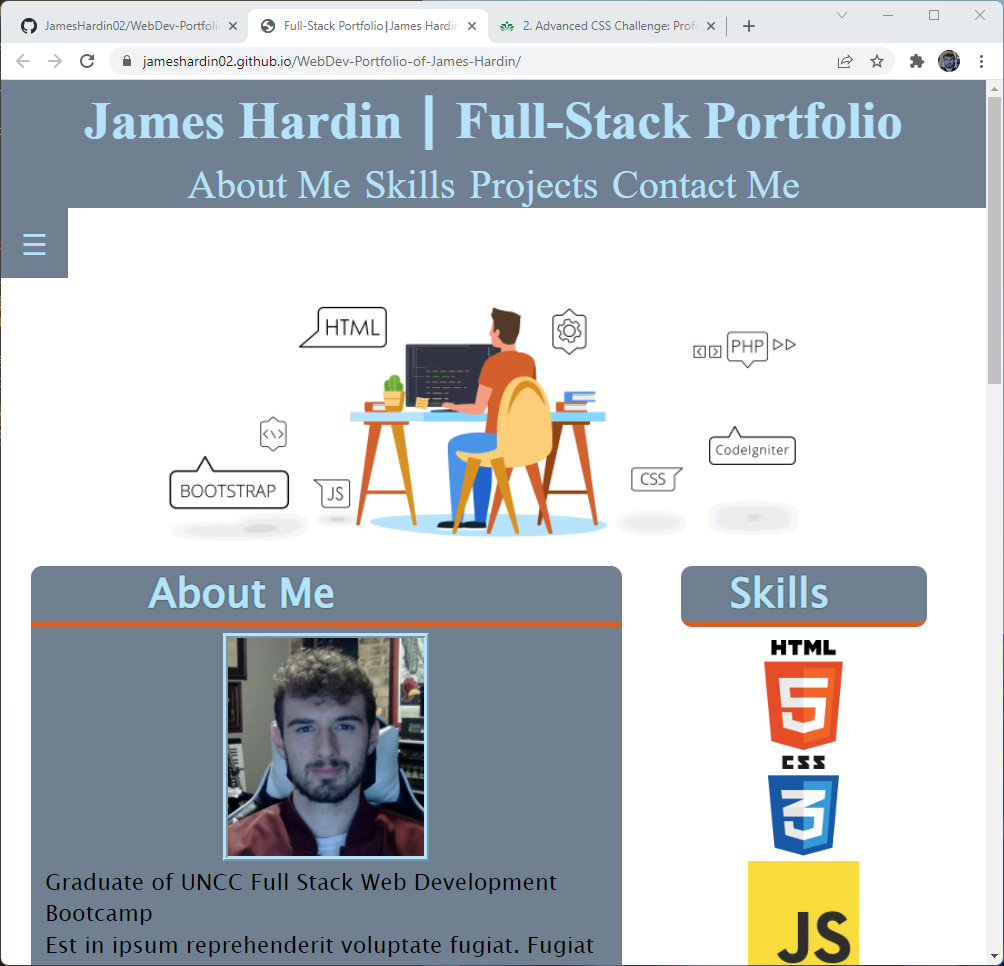 JamesHardin02/WebDev-Portfoli
Full-Stack Portfolio|James Hardin
2. Advanced CSS Challenge: Profe
jameshardin02.github.io/WebDev-Portfolio-of-James-Hardin/
James Hardin | Full-Stack Portfolio
About Me Skills Projects Contact Me
HTML
PHP
CodeIgniter
BOOTSTRAP
JS
CSS
About Me
Skills
HTML
5
CSS
3
JS
Graduate of UNCC Full Stack Web Development
Bootcamp
Est in ipsum reprehenderit voluptate fugiat. Fugiat